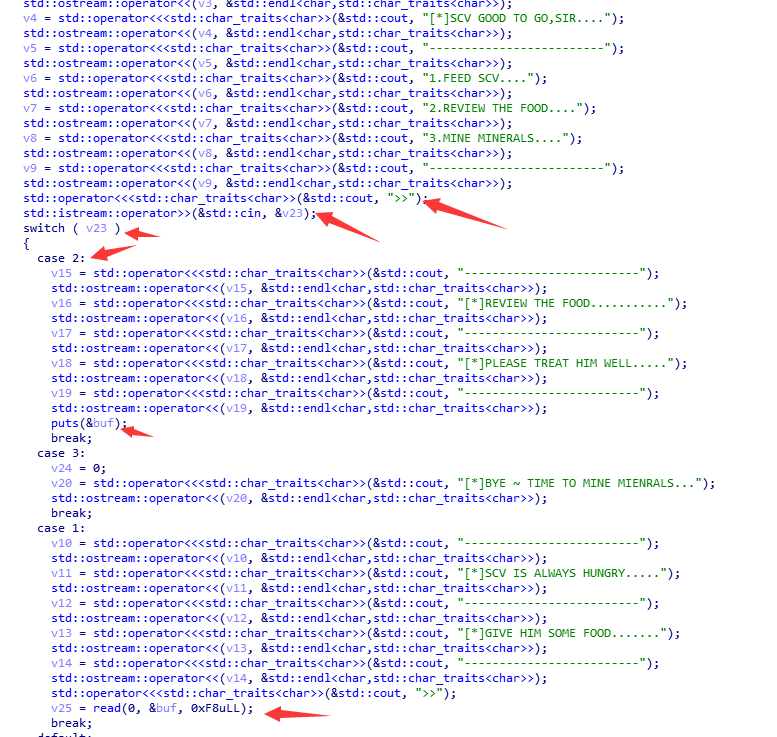 std::ostream::operator<<(v3, &std::endl<char,std::char_traits<char>>);
v4 = std::operator<<<std::char_traits<char>>(&std::cout, "[*]SCV GOOD TO GO,SIR....");
std::ostream::operator<<(v4, &std::endl<char,std::char_traits<char>>);
v5 = std::operator<<<std::char_traits<char>>(&std::cout, "-------------------------");
std::ostream::operator<<(v5, &std::endl<char,std::char_traits<char>>);
v6 = std::operator<<<std::char_traits<char>>(&std::cout, "1.FEED SCV....");
std::ostream::operator<<(v6, &std::endl<char,std::char_traits<char>>);
v7 = std::operator<<<std::char_traits<char>>(&std::cout, "2.REVIEW THE FOOD....");
std::ostream::operator<<(v7, &std::endl<char,std::char_traits<char>>);
v8 = std::operator<<<std::char_traits<char>>(&std::cout, "3.MINE MINERALS....");
std::ostream::operator<<(v8, &std::endl<char,std::char_traits<char>>);
v9 = std::operator<<<std::char_traits<char>>(&std::cout, "-------------------------");
std::ostream::operator<<(v9, &std::endl<char,std::char_traits<char>>);
std::operator<<<std::char_traits<char>>(&std::cout, ">>");
std::istream::operator>>(&std::cin, &v23);
switch ( v23 )
{
case 2:
v15 = std::operator<<<std::char_traits<char>>(&std::cout, "-------------------------");
std::ostream::operator<<(v15, &std::endl<char,std::char_traits<char>>);
v16 = std::operator<<<std::char_traits<char>>(&std::cout, "[*]REVIEW THE FOOD...........");
std::ostream::operator<<(v16, &std::endl<char,std::char_traits<char>>);
v17 = std::operator<<<std::char_traits<char>>(&std::cout, "-------------------------");
std::ostream::operator<<(v17, &std::endl<char,std::char_traits<char>>);
v18 = std::operator<<<std::char_traits<char>>(&std::cout, "[*]PLEASE TREAT HIM WELL.....");
std::ostream::operator<<(v18, &std::endl<char,std::char_traits<char>>);
v19 = std::operator<<<std::char_traits<char>>(&std::cout, "-------------------------");
std::ostream::operator<<(v19, &std::endl<char,std::char_traits<char>>);
puts(&buf);
break;
case 3:
v24 = 0;
v20 = std::operator<<<std::char_traits<char>>(&std::cout, "[*]BYE ~ TIME TO MINE MIENRALS...");
std::ostream::operator<<(v20, &std::endl<char,std::char_traits<char>>);
break;
case 1:
v10 = std::operator<<<std::char_traits<char>>(&std::cout, "-------------------------");
std::ostream::operator<<(v10, &std::endl<char,std::char_traits<char>>);
v11 = std::operator<<<std::char_traits<char>>(&std::cout, "[*]SCV IS ALWAYS HUNGRY.....");
std::ostream::operator<<(v11, &std::endl<char,std::char_traits<char>>);
v12 = std::operator<<<std::char_traits<char>>(&std::cout, "-------------------------");
std::ostream::operator<<(v12, &std::endl<char,std::char_traits<char>>);
v13 = std::operator<<<std::char_traits<char>>(&std::cout, "[*]GIVE HIM SOME FOOD.......");
std::ostream::operator<<(v13, &std::endl<char,std::char_traits<char>>);
v14 = std::operator<<<std::char_traits<char>>(&std::cout, "-------------------------");
std::ostream::operator<<(v14, &std::endl<char,std::char_traits<char>>);
std::operator<<<std::char_traits<char>>(&std::cout, ">>");
v25 = read(0, &buf, 0xF8uLL);
break;
default: